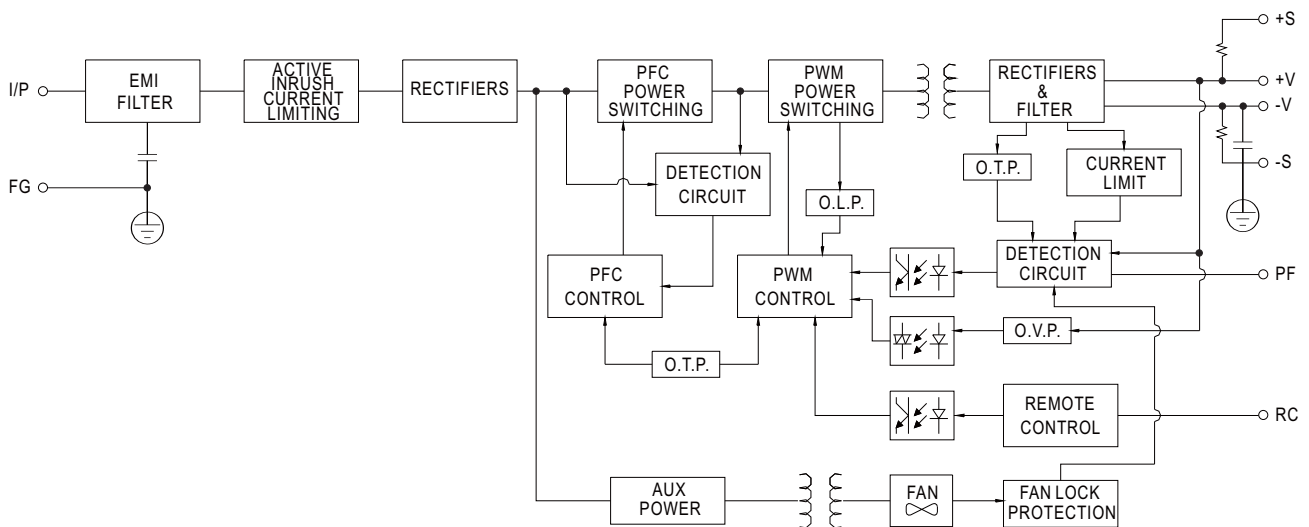 +S
I/P
EMI
FILTER
ACTIVE
INRUSH
CURRENT
LIMITING
RECTIFIERS
PFC
POWER
SWITCHING
PWM
POWER
SWITCHING
RECTIFIERS
&
FILTER
+V
-V
-S
FG
DETECTION
CIRCUIT
O.L.P.
O.T.P.
CURRENT
LIMIT
PFC
CONTROL
PWM
CONTROL
DETECTION
CIRCUIT
PF
O.V.P.
O.T.P.
REMOTE
CONTROL
RC
AUX
POWER
FAN
FAN LOCK
PROTECTION